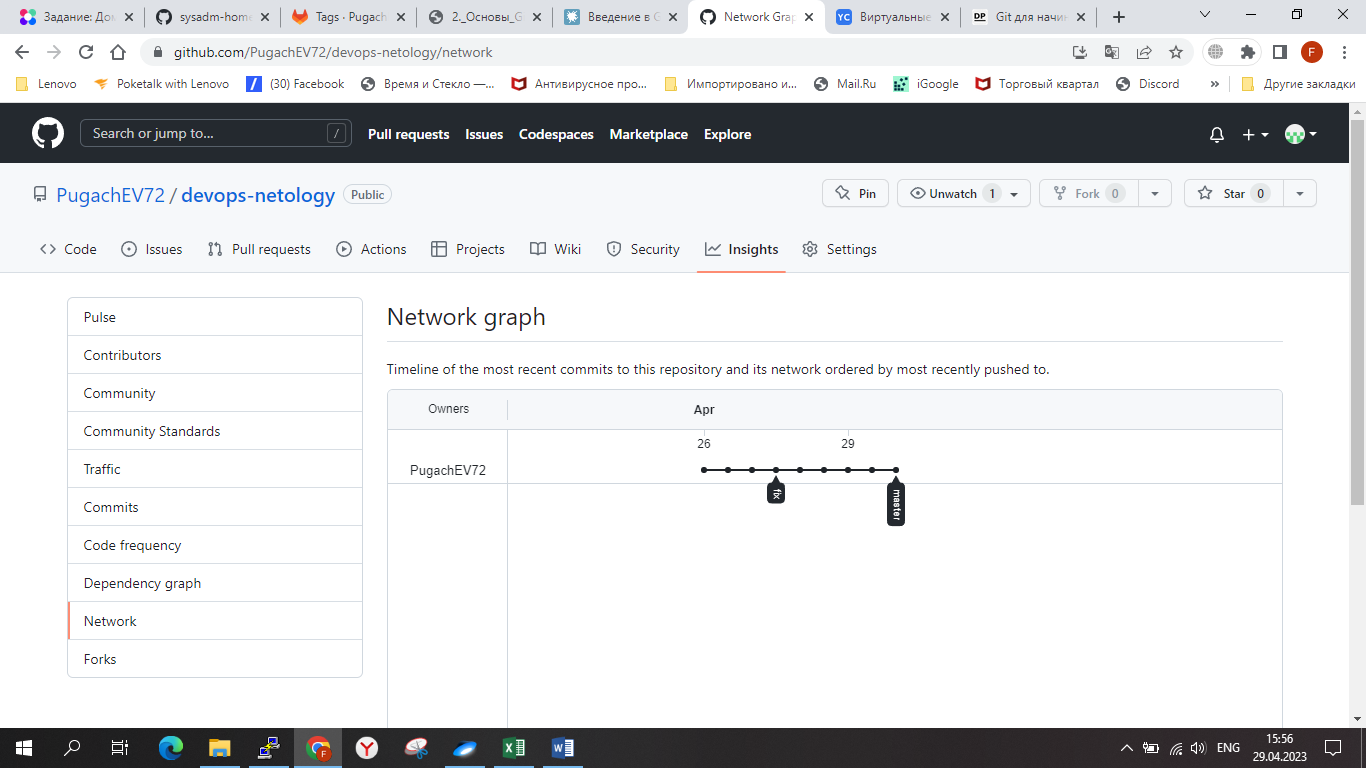 Задание: Дом
sysadm-home
Tags · Pugach
2._Основы_G
Введение в G
Network Grap
Виртуальные
Git для начин
github.com/PugachEV72/devops-netology/network
Lenovo
Poketalk with Lenovo
(30) Facebook
Время и Стекло —...
Антивирусное про...
Импортировано и...
Mail.Ru
iGoogle
Торговый квартал
Discord
»
Другие закладки
Search or jump to...
/
Pull requests
Issues
Codespaces
Marketplace
Explore
PugachEV72 / devops-netology
Public
Pin
Unwatch 1
Fork 0
Star 0
Code
Issues
Pull requests
Actions
Projects
Wiki
Security
Insights
Settings
Pulse
Contributors
Community
Community Standards
Traffic
Commits
Code frequency
Dependency graph
Network
Forks
Network graph
Timeline of the most recent commits to this repository and its network ordered by most recently pushed to.
Owners
Apr
26
29
PugachEV72
fix
master
ENG
15:56
29.04.2023